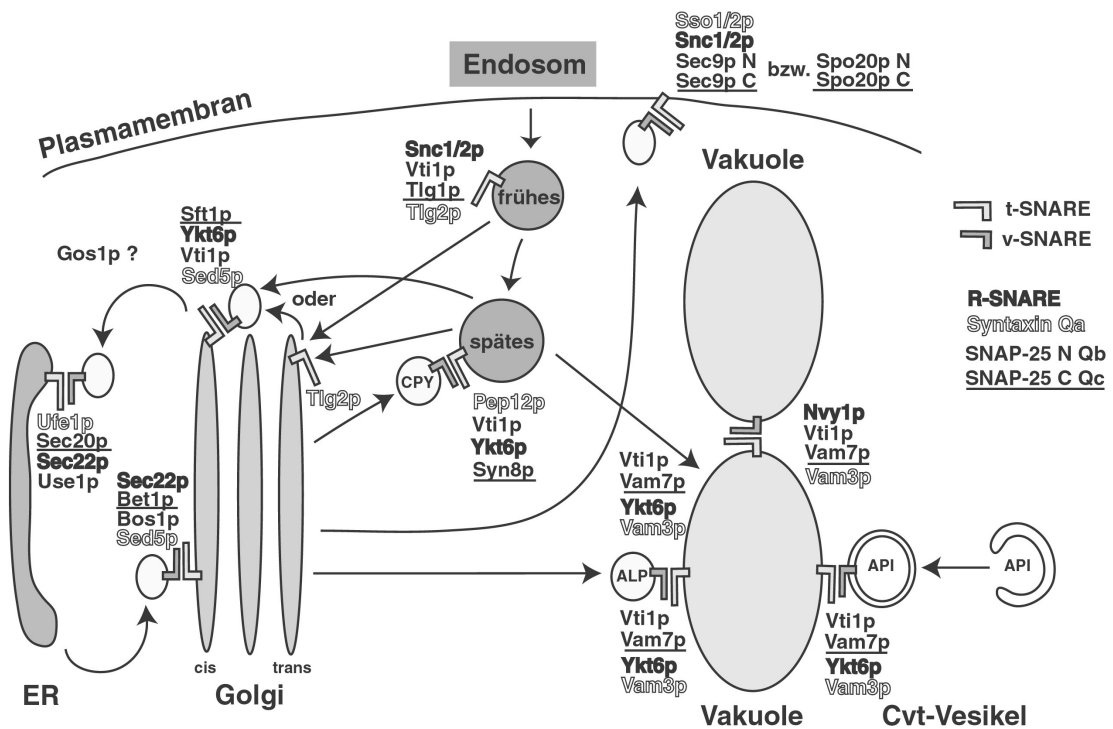 Sso1/2p
Snc1/2p
Sec9p N
Sec9p C
bzw.
Spo20p N
Spo20p C
Endosom
Plasmamembran
Snc1/2p
Vti1p
Tlg1p
Tlg2p
frühes
Vakuole
t-SNARE
v-SNARE
R-SNARE
Syntaxin Qa
SNAP-25 N Qb
SNAP-25 C Qc
Sft1p
Ykt6p
Vti1p
Sed5p
Gos1p ?
oder
spätes
CPY
Tlg2p
Pep12p
Vti1p
Ykt6p
Syn8p
Ufe1p
Sec20p
Sec22p
Use1p
Sec22p
Bet1p
Bos1p
Sed5p
Nvy1p
Vti1p
Vam7p
Vam3p
Vti1p
Vam7p
Ykt6p
Vam3p
ALP
API
API
Vti1p
Vam7p
Ykt6p
Vam3p
Vti1p
Vam7p
Ykt6p
Vam3p
cis
trans
ER
Golgi
Vakuole
Cvt-Vesikel